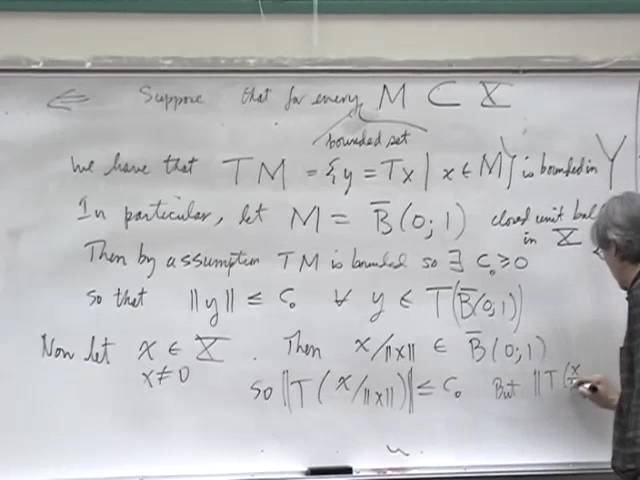 ⇐ Suppose that for every M ⊂ X
bounded set
We have that TM = {y = Tx | x ∈ M} is bounded in Y
In particular, let M = B̄(0;1) closed unit ball
in X
Then by assumption TM is bounded so ∃ C₀ ≥ 0
so that ||y|| ≤ C₀ ∀ y ∈ T(B̄(0;1))
Now let x ∈ X. Then x/||x|| ∈ B̄(0;1)
x ≠ 0
so ||T(x/||x||)|| ≤ C₀ But ||T(x